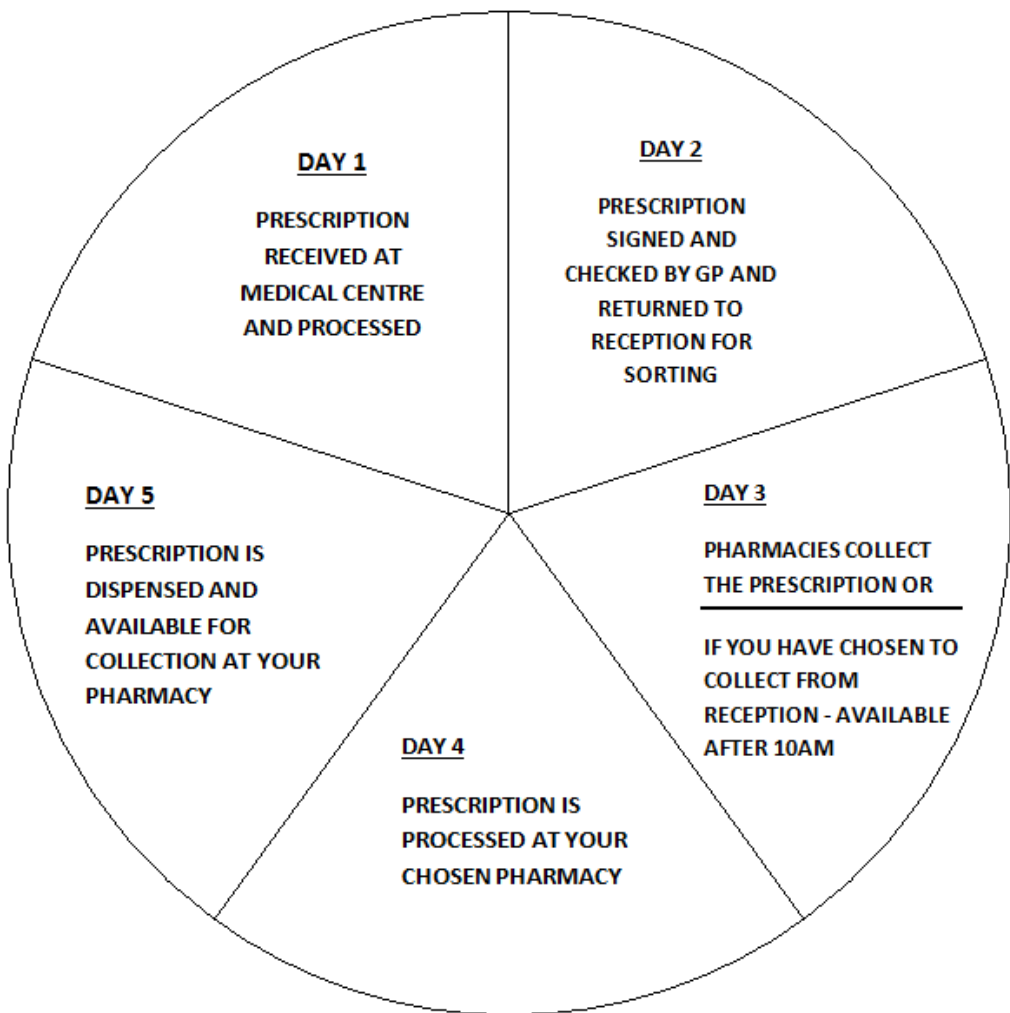 DAY 1
PRESCRIPTION
RECEIVED AT
MEDICAL CENTRE
AND PROCESSED
DAY 2
PRESCRIPTION
SIGNED AND
CHECKED BY GP AND
RETURNED TO
RECEPTION FOR
SORTING
DAY 3
PHARMACIES COLLECT
THE PRESCRIPTION OR
IF YOU HAVE CHOSEN TO
COLLECT FROM
RECEPTION - AVAILABLE
AFTER 10AM
DAY 4
PRESCRIPTION IS
PROCESSED AT YOUR
CHOSEN PHARMACY
DAY 5
PRESCRIPTION IS
DISPENSED AND
AVAILABLE FOR
COLLECTION AT YOUR
PHARMACY